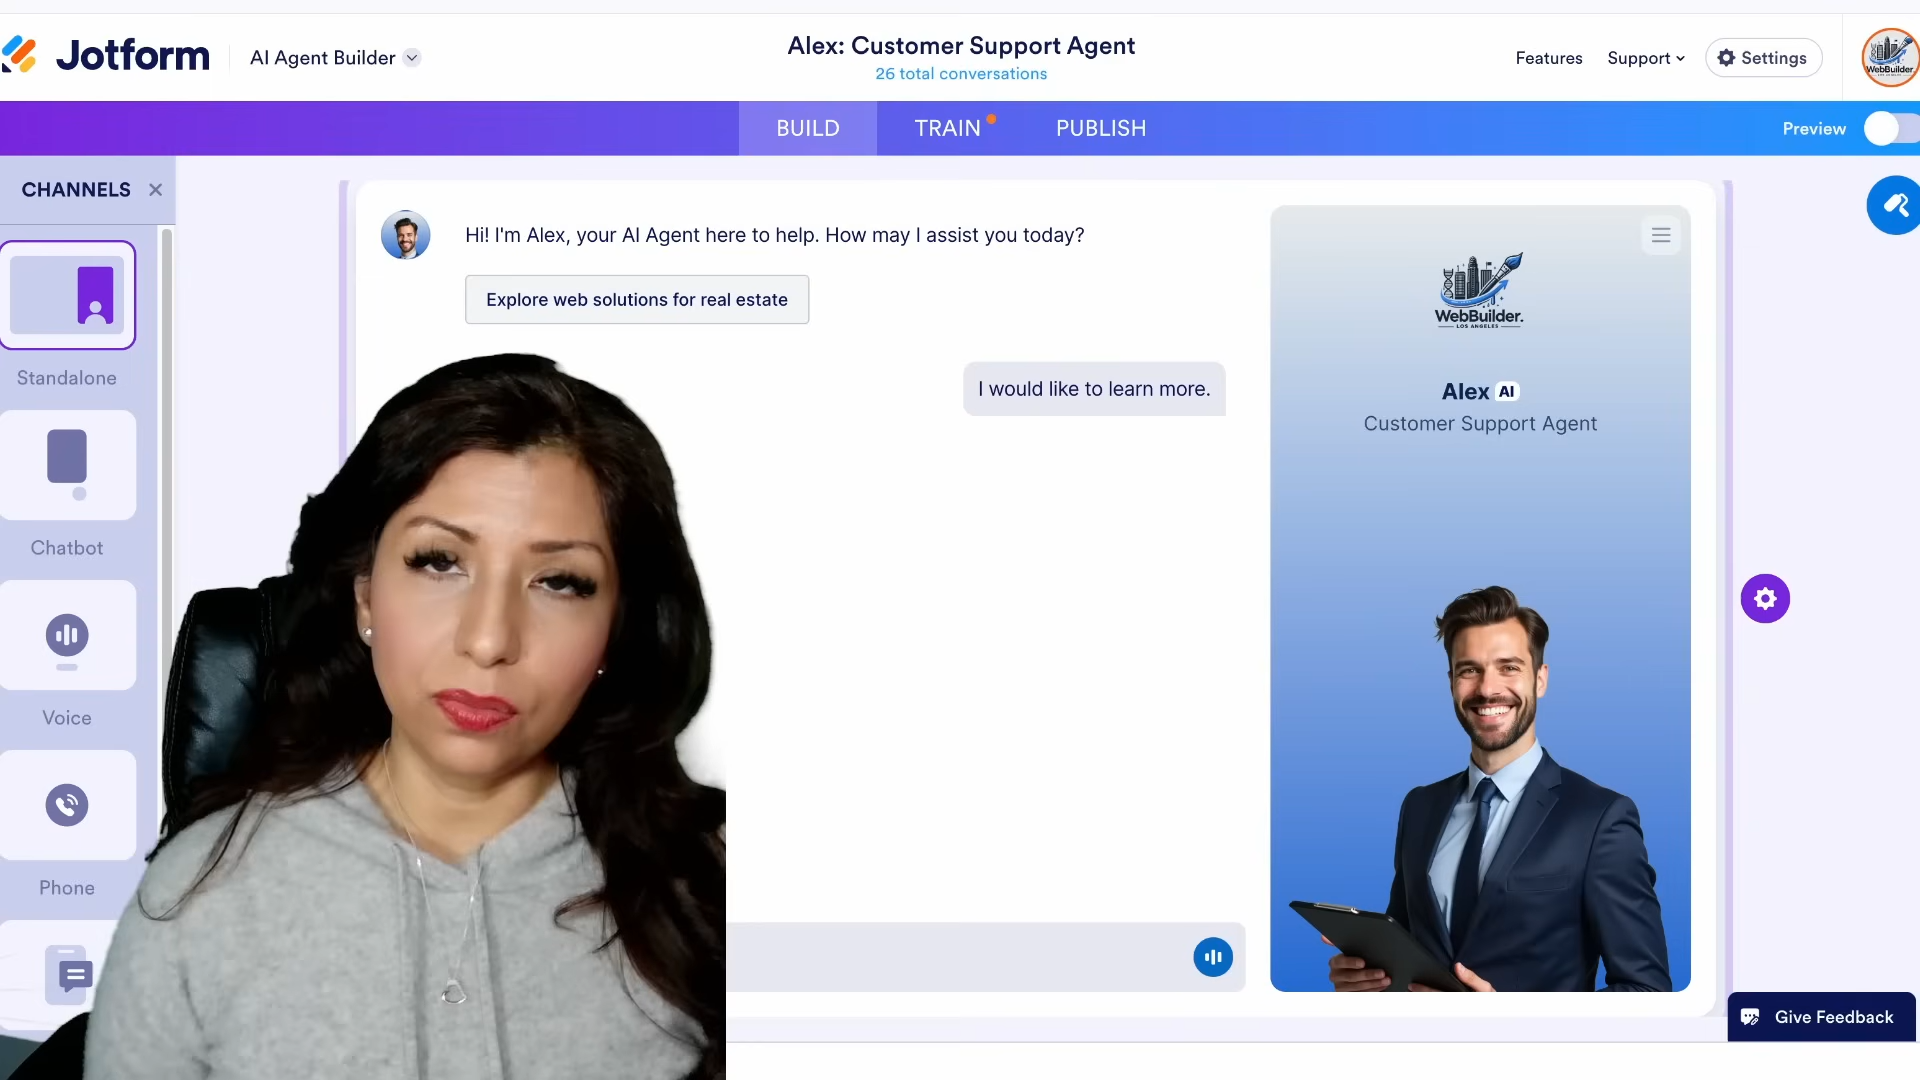 Jotform
AI Agent Builder
Alex: Customer Support Agent
26 total conversations
Features
Support
Settings
WebBuilder.
BUILD
TRAIN
PUBLISH
Preview
CHANNELS
Standalone
Chatbot
Voice
Phone
Hi! I'm Alex, your AI Agent here to help. How may I assist you today?
Explore web solutions for real estate
I would like to learn more.
WebBuilder.
LOS ANGELES
Alex AI
Customer Support Agent
Give Feedback